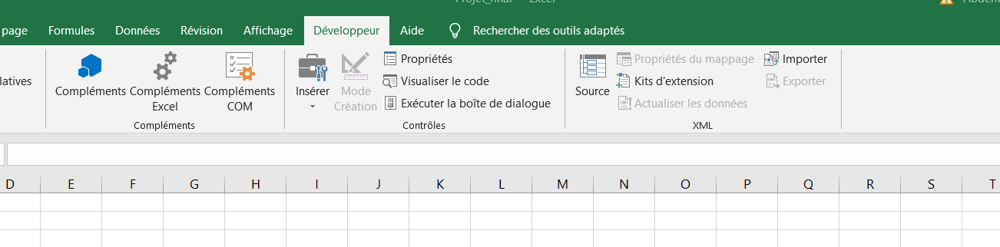 Projet_final - Excel
page Formules Données Révision Affichage Développeur Aide Rechercher des outils adaptés
latives
Compléments
Compléments Excel
Compléments COM
Compléments
Insérer
Mode Création
Propriétés
Visualiser le code
Exécuter la boîte de dialogue
Contrôles
Source
Propriétés du mappage
Kits d'extension
Actualiser les données
Importer
Exporter
XML
D E F G H I J K L M N O P Q R S T